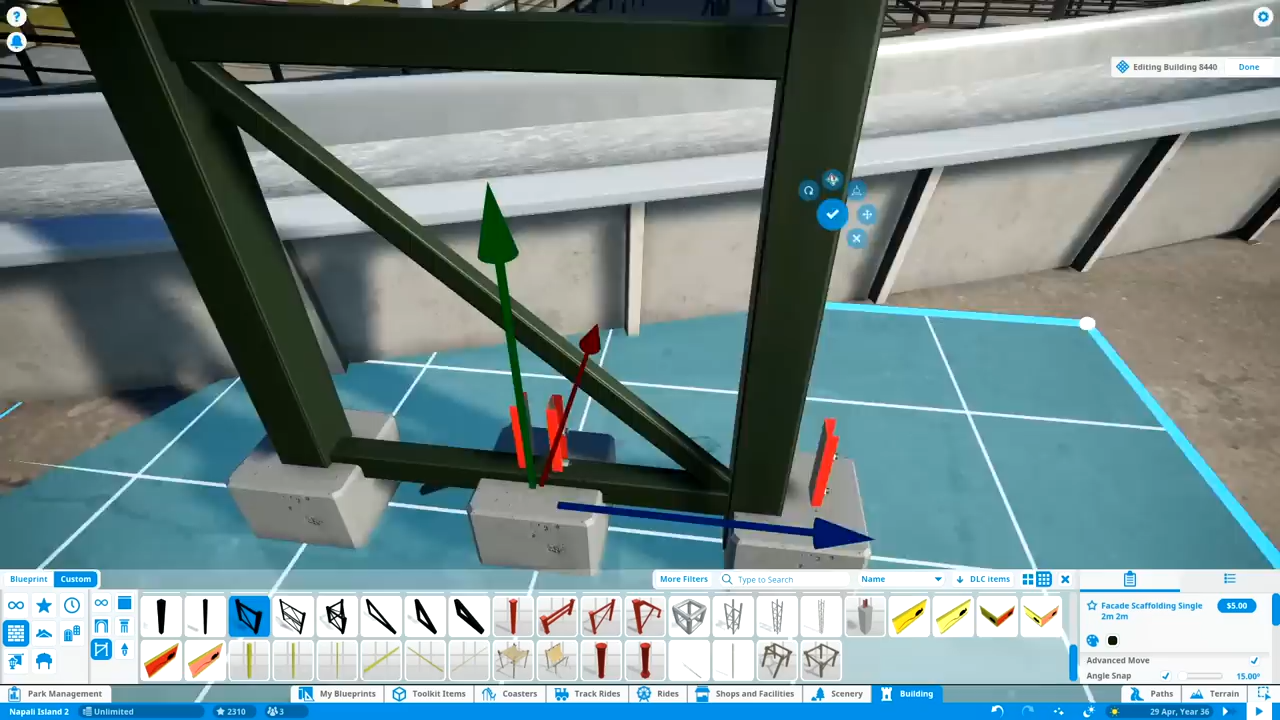 Editing Building 8440 Done
Blueprint Custom More Filters Type to Search Name DLC items
Facade Scaffolding Single 2m 2m
$5.00
Advanced Move
Angle Snap 15.00°
Park Management My Blueprints Toolkit Items Coasters Track Rides Rides Shops and Facilities Scenery Building Paths Terrain
Napali Island 2 Unlimited 2310 3 29 Apr, Year 36